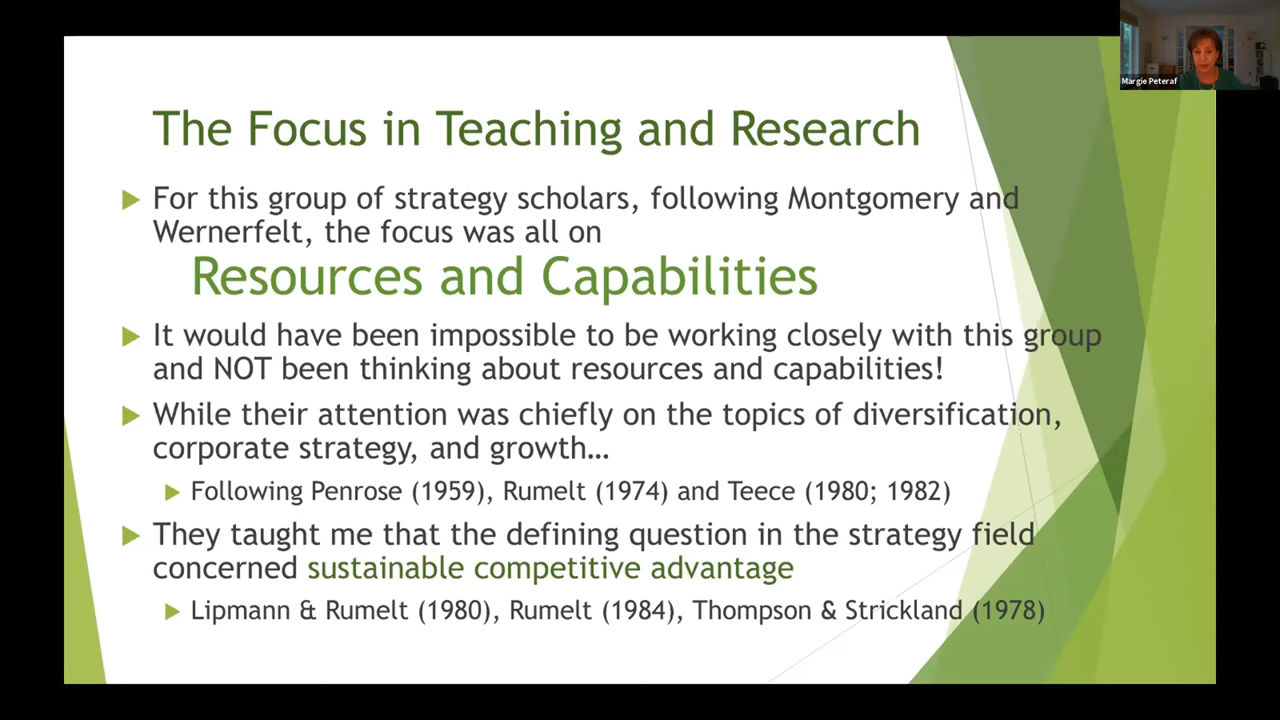 Margie Peteraf
The Focus in Teaching and Research
For this group of strategy scholars, following Montgomery and
Wernerfelt, the focus was all on
Resources and Capabilities
It would have been impossible to be working closely with this group
and NOT been thinking about resources and capabilities!
While their attention was chiefly on the topics of diversification,
corporate strategy, and growth…
Following Penrose (1959), Rumelt (1974) and Teece (1980; 1982)
They taught me that the defining question in the strategy field
concerned sustainable competitive advantage
Lipmann & Rumelt (1980), Rumelt (1984), Thompson & Strickland (1978)